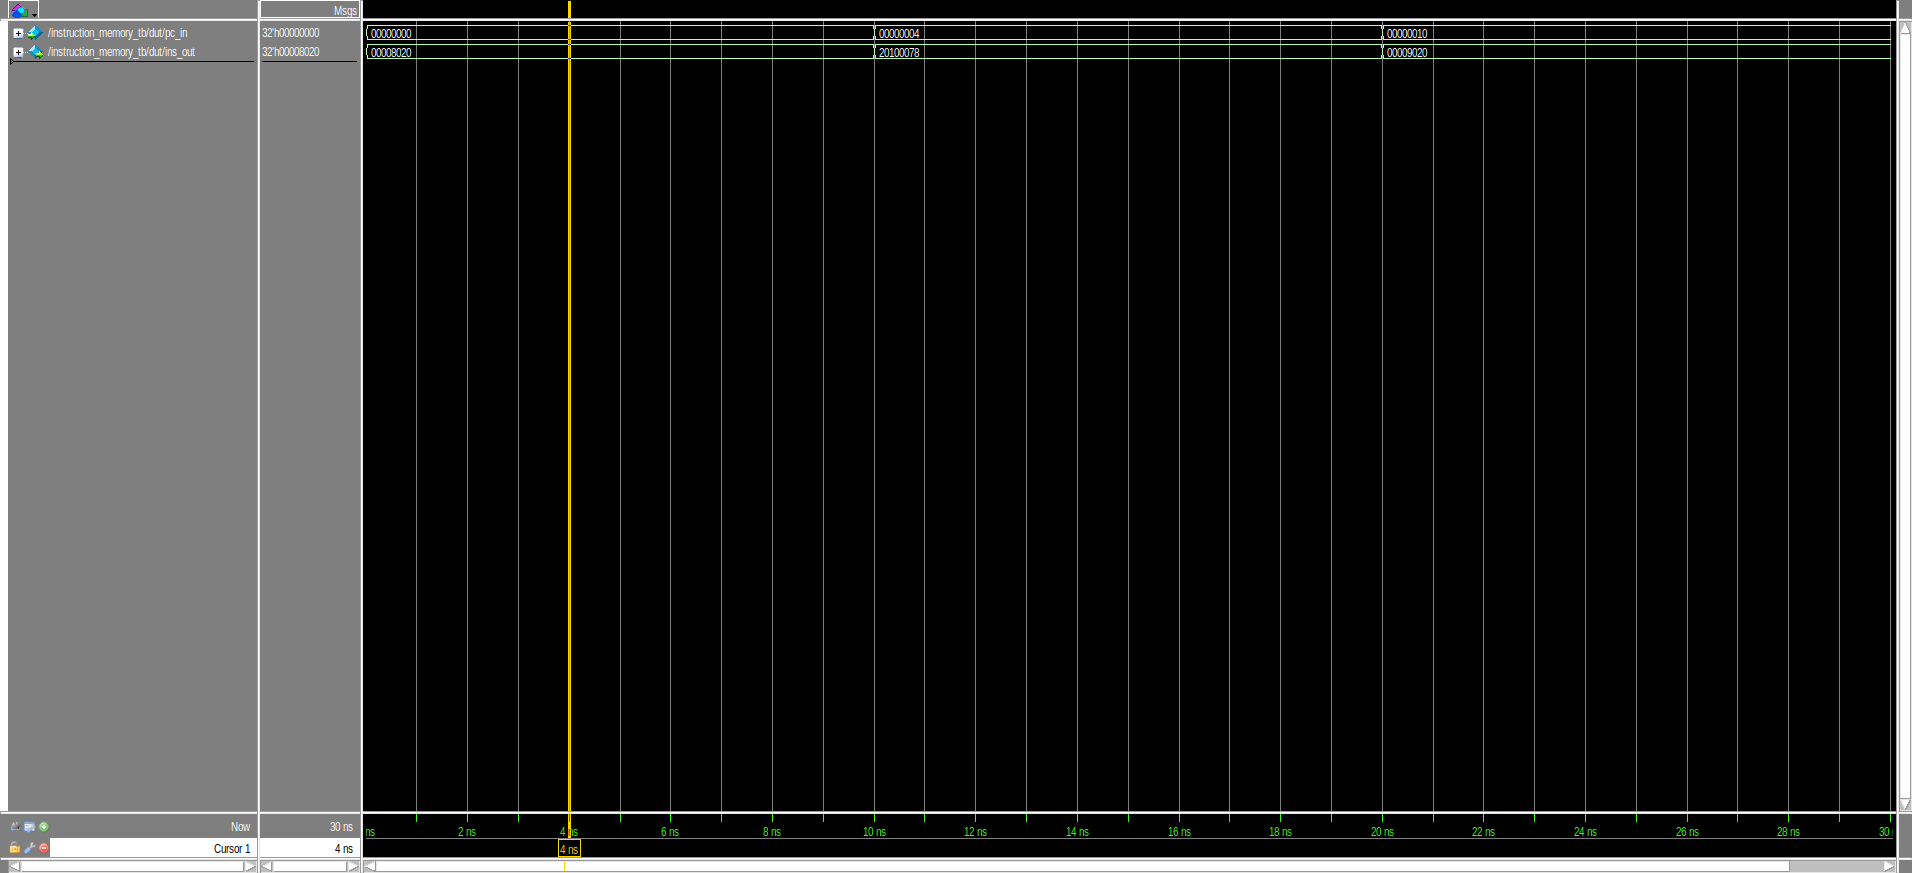 Msgs
/instruction_memory_tb/dut/pc_in 32'h00000000 00000000 00000004 00000010
/instruction_memory_tb/dut/ins_out 32'h00008020 00008020 20100078 00009020
Now 30 ns ns 2 ns 4 ns 6 ns 8 ns 10 ns 12 ns 14 ns 16 ns 18 ns 20 ns 22 ns 24 ns 26 ns 28 ns 30
Cursor 1 4 ns 4 ns